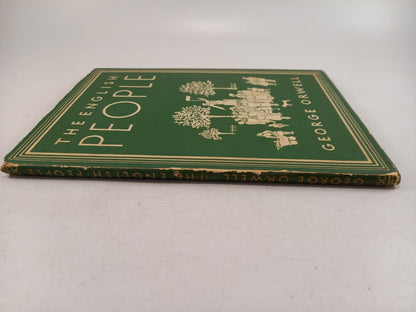 THE ENGLISH
PEOPLE
GEORGE ORWELL
GEORGE ORWELL · THE ENGLISH PEOPLE